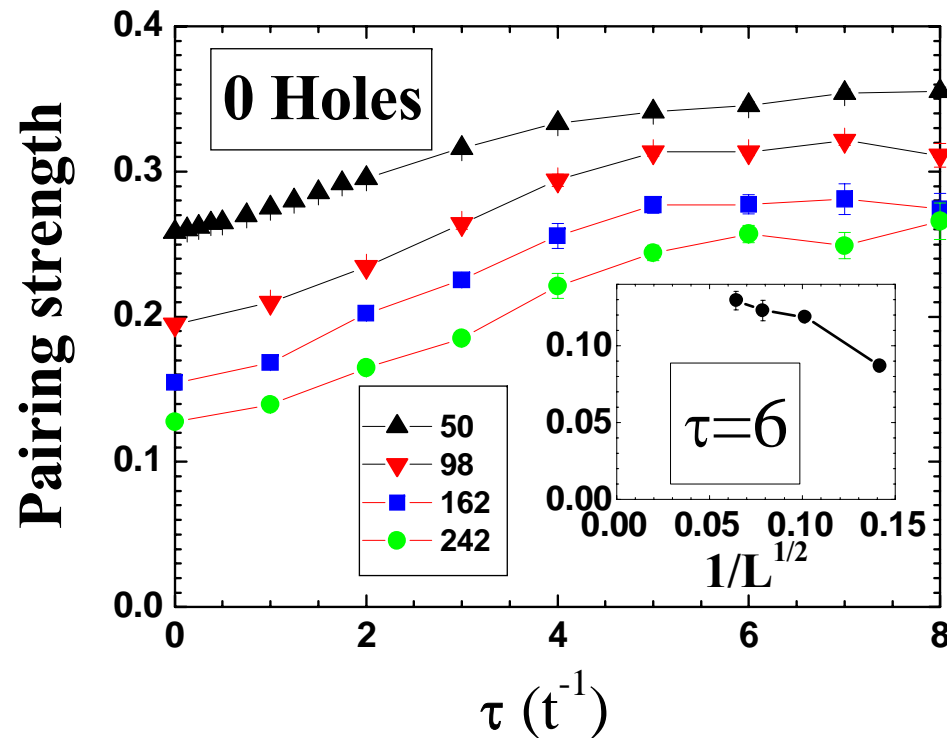 0 Holes
Pairing strength
0.4
0.3
0.2
0.1
0.0
50
98
162
242
0.10
0.05
0.00
τ=6
0.00 0.05 0.10 0.15
1/L^{1/2}
0 2 4 6 8
τ (t^{-1})